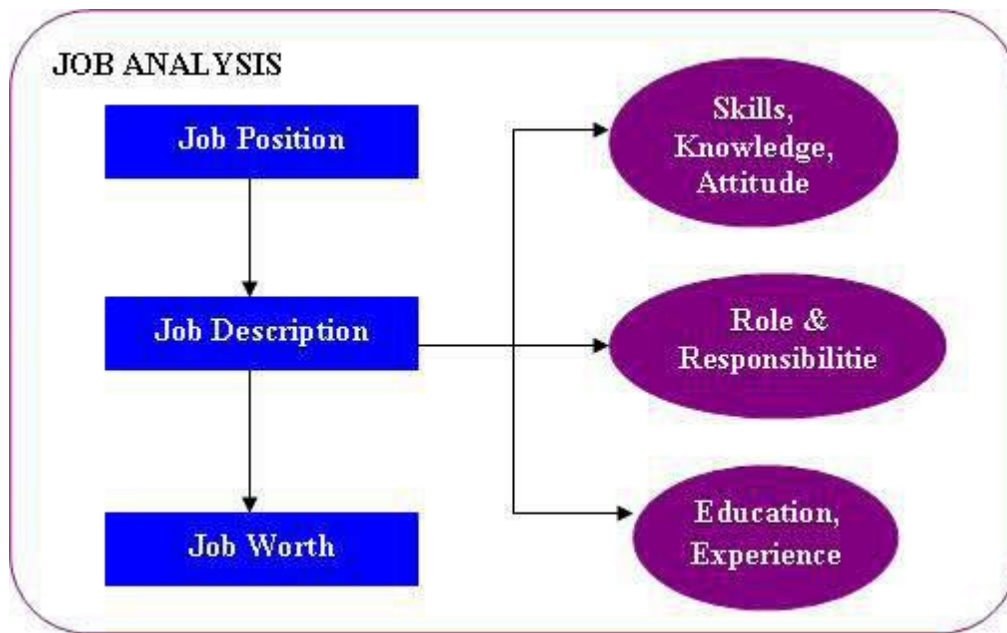 JOB ANALYSIS
Job Position
Job Description
Job Worth
Skills,
Knowledge,
Attitude
Role &
Responsibilitie
Education,
Experience